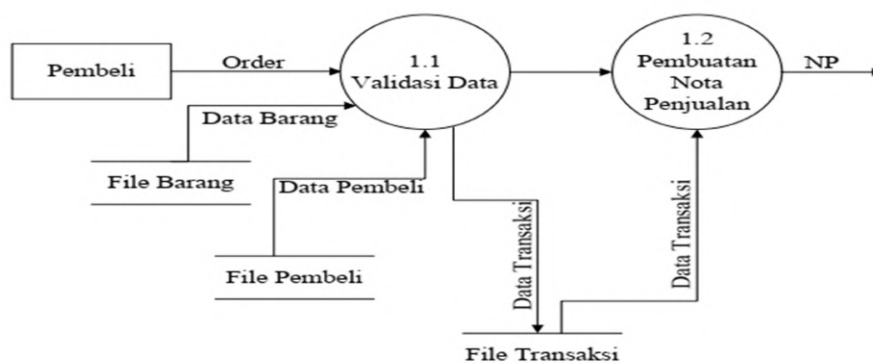 Pembeli
Order
1.1
Validasi Data
1.2
Pembuatan
Nota
Penjualan
NP
Data Barang
File Barang
Data Pembeli
File Pembeli
Data Transaksi
Data Transaksi
File Transaksi